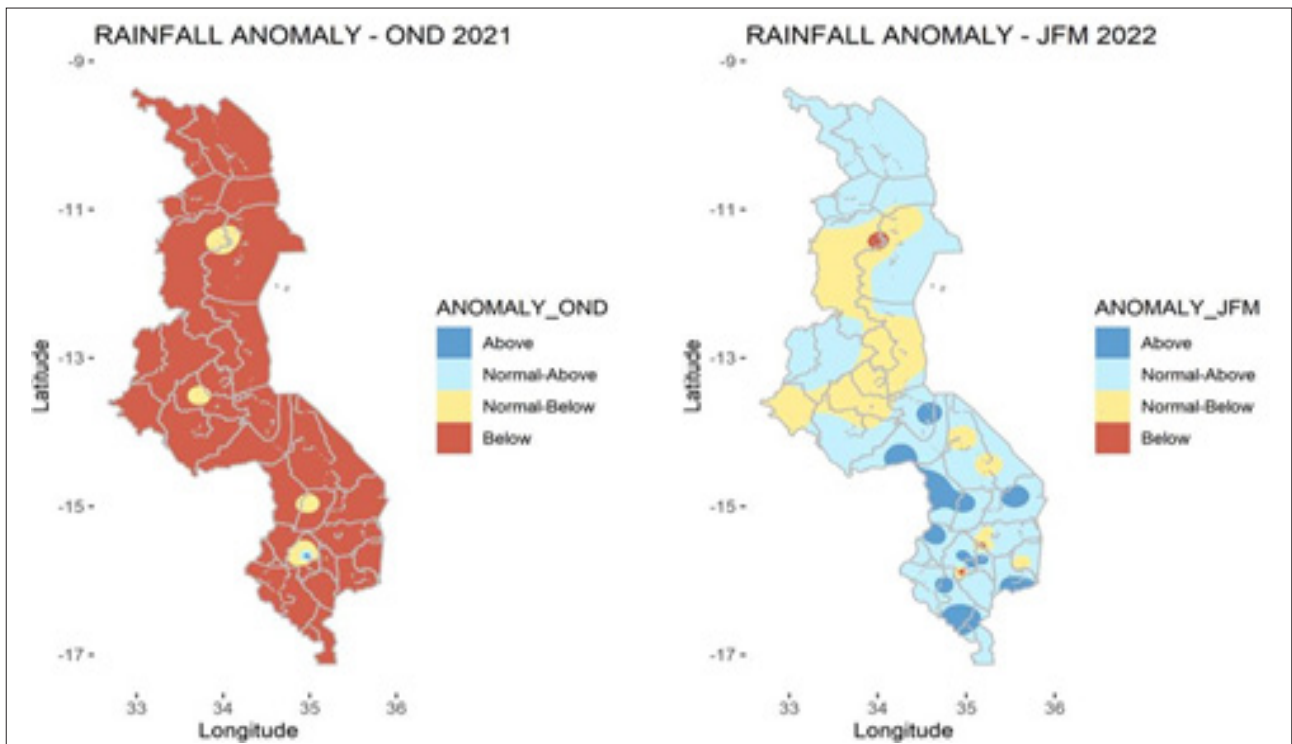 RAINFALL ANOMALY - OND 2021
-9
-11
-13
-15
-17
Latitude
33 34 35 36
Longitude
ANOMALY_OND
Above
Normal-Above
Normal-Below
Below
RAINFALL ANOMALY - JFM 2022
-9
-11
-13
-15
-17
Latitude
33 34 35 36
Longitude
ANOMALY_JFM
Above
Normal-Above
Normal-Below
Below